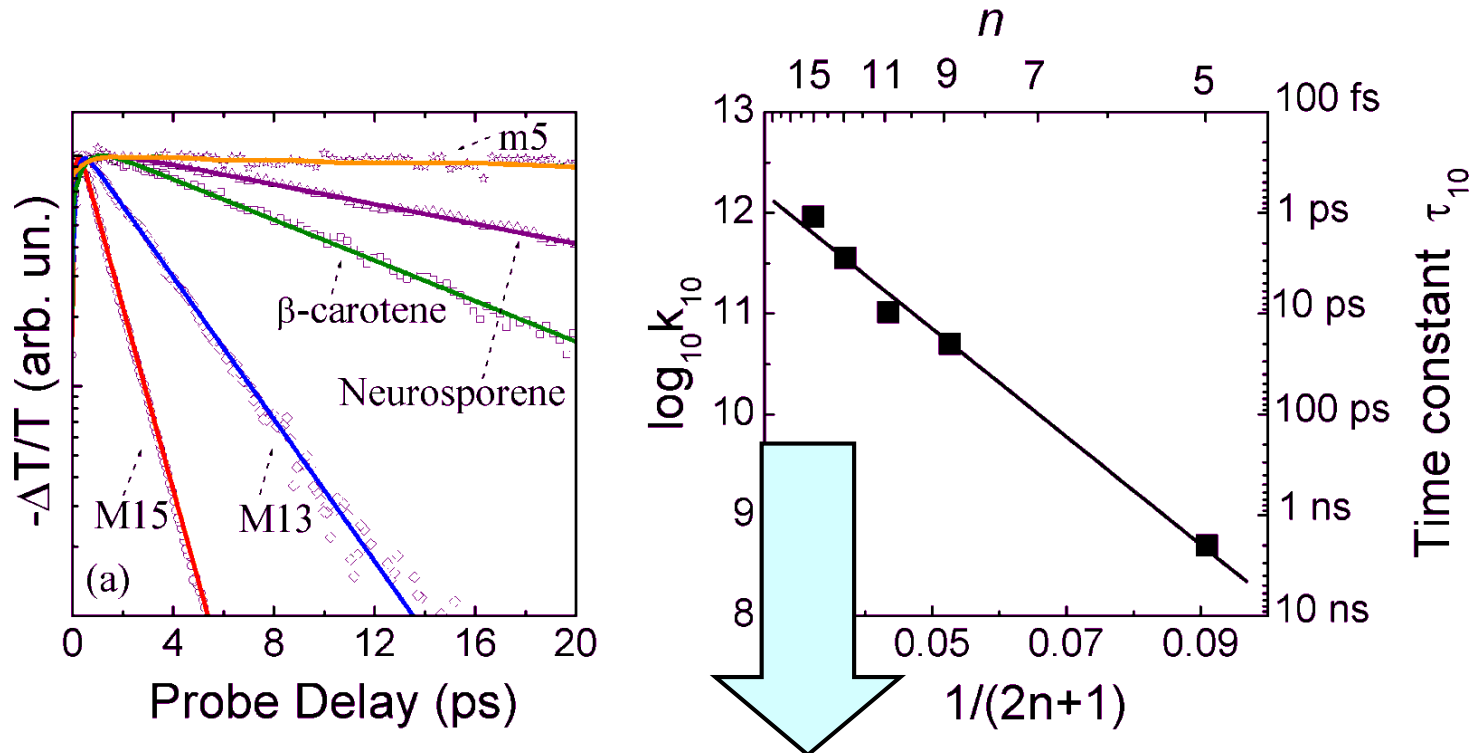 m5
β-carotene
Neurosporene
M15
M13
(a)
-ΔT/T (arb. un.)
0 4 8 12 16 20
Probe Delay (ps)
n
15 11 9 7 5
13
12
11
10
9
8
log₁₀k₁₀
100 fs
1 ps
10 ps
100 ps
1 ns
10 ns
Time constant τ₁₀
0.05 0.07 0.09
1/(2n+1)